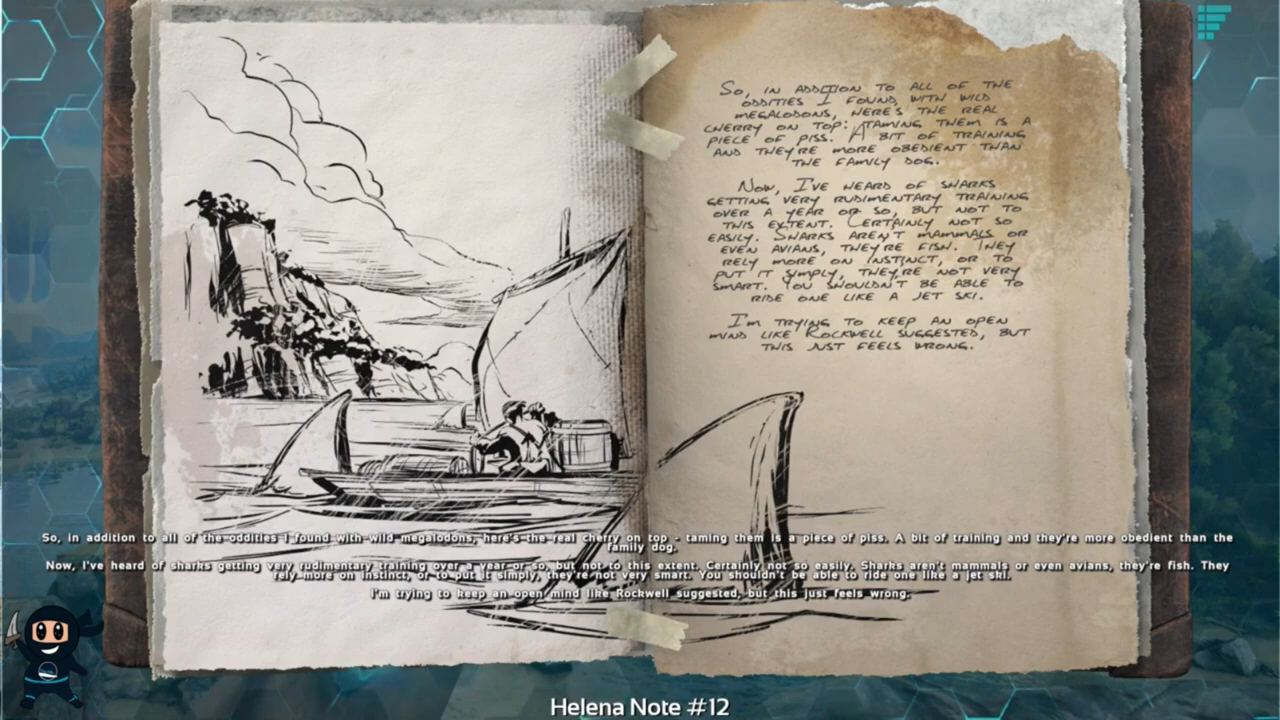 So, in addition to all of the
oddities I found with wild
megalodons, here's the real
cherry on top: taming them is a
piece of piss. A bit of training
and they're more obedient than
the family dog.
Now, I've heard of sharks
getting very rudimentary training
over a year or so, but not to
this extent. Certainly not so
easily. Sharks aren't mammals or
even avians, they're fish. They
rely more on instinct, or to
put it simply, they're not very
smart. You shouldn't be able to
ride one like a jet ski.
I'm trying to keep an open
mind like Rockwell suggested, but
this just feels wrong.
So, in addition to all of the oddities I found with wild megalodons, here's the real cherry on top - taming them is a piece of piss. A bit of training and they're more obedient than the
family dog.
Now, I've heard of sharks getting very rudimentary training over a year or so, but not to this extent. Certainly not so easily. Sharks aren't mammals or even avians, they're fish. They
rely more on instinct, or to put it simply, they're not very smart. You shouldn't be able to ride one like a jet ski.
I'm trying to keep an open mind like Rockwell suggested, but this just feels wrong.
Helena Note #12